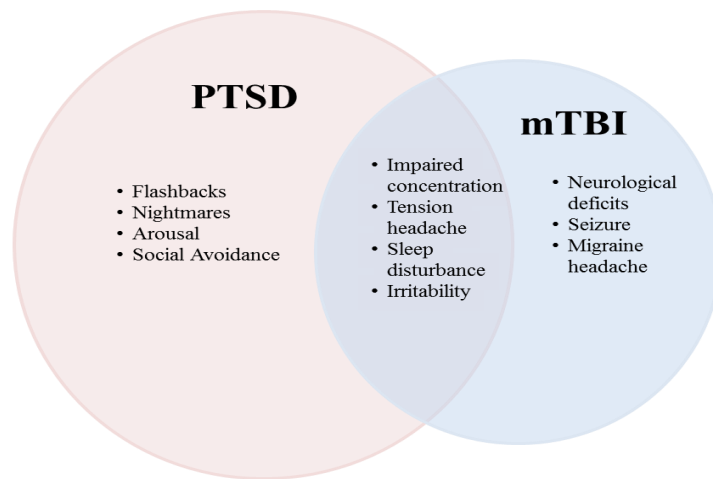 PTSD
• Flashbacks
• Nightmares
• Arousal
• Social Avoidance
• Impaired
concentration
• Tension
headache
• Sleep
disturbance
• Irritability
mTBI
• Neurological
deficits
• Seizure
• Migraine
headache